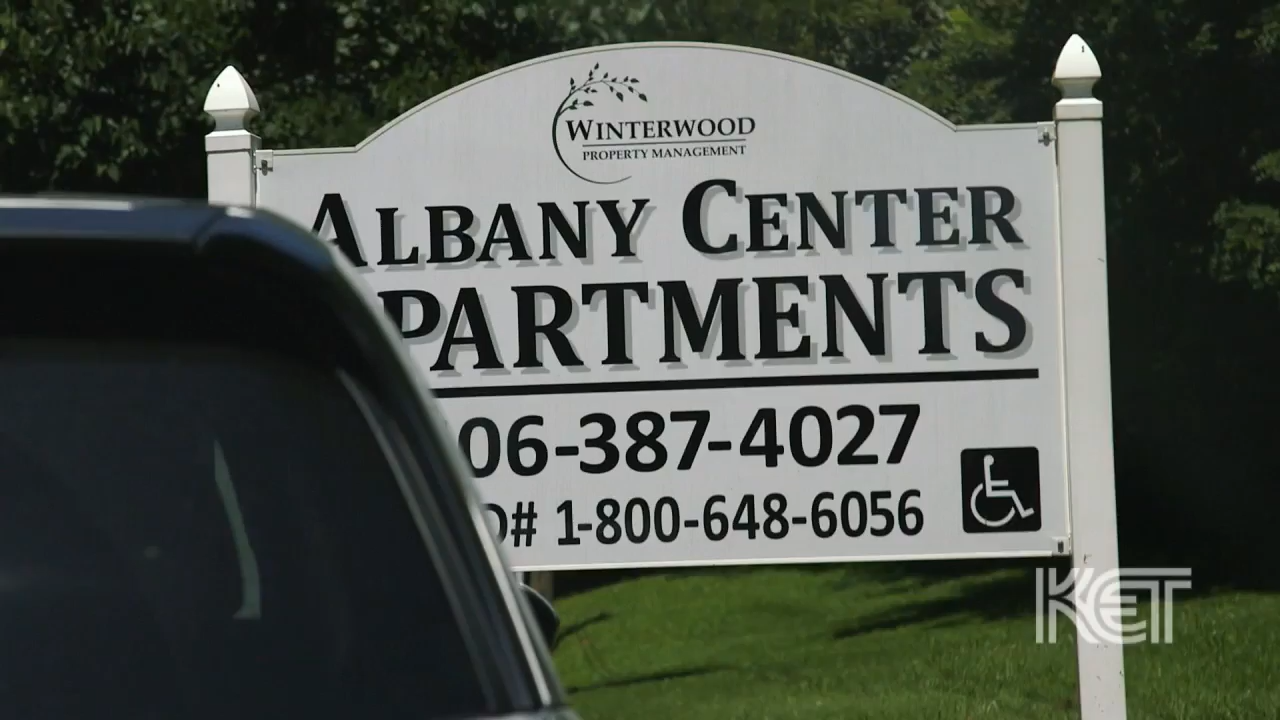 WINTERWOOD
PROPERTY MANAGEMENT
ALBANY CENTER
PARTMENTS
06-387-4027
D# 1-800-648-6056
KET